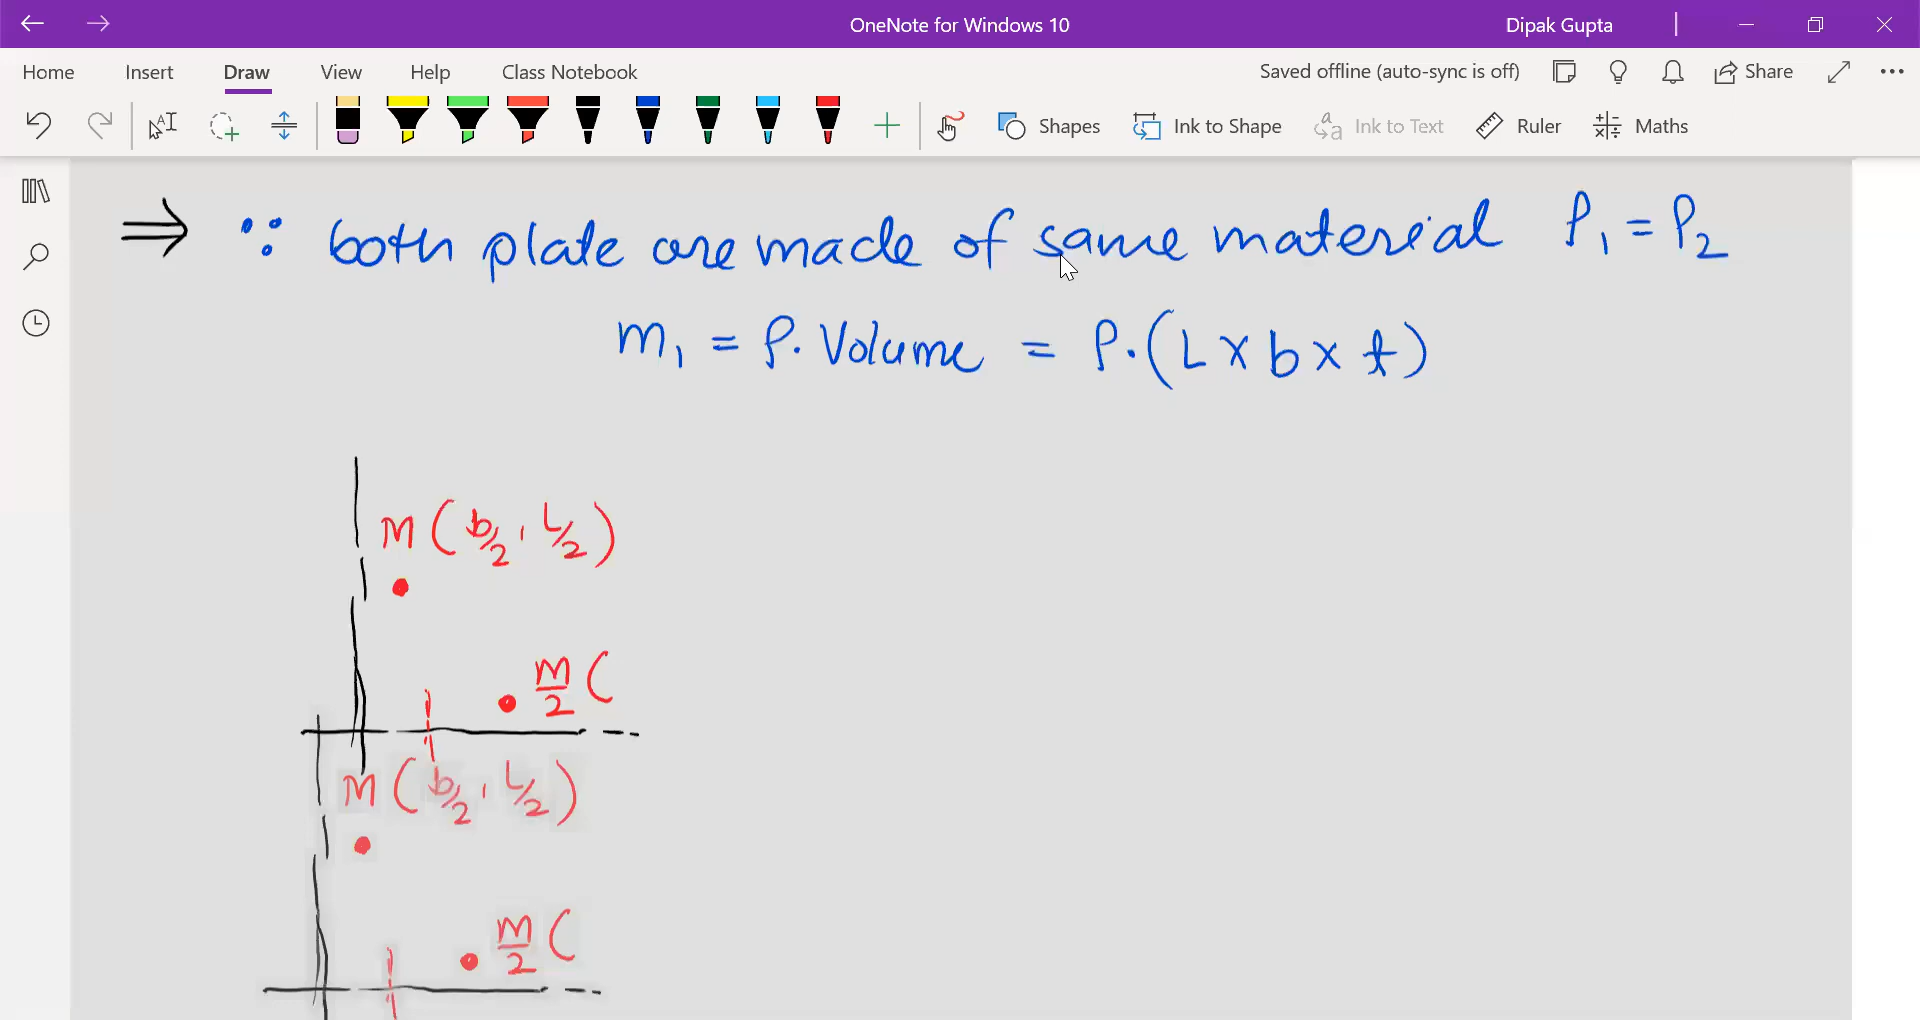 OneNote for Windows 10
Dipak Gupta
Home Insert Draw View Help Class Notebook
Saved offline (auto-sync is off)
Share
Shapes
Ink to Shape
Ink to Text
Ruler
Maths
⇒ ∵ both plate are made of same material ρ₁ = ρ₂
m₁ = ρ. Volume = ρ.(L x b x t)
M (b/2, L/2)
M/2 (
M (b/2, L/2)
M/2 (